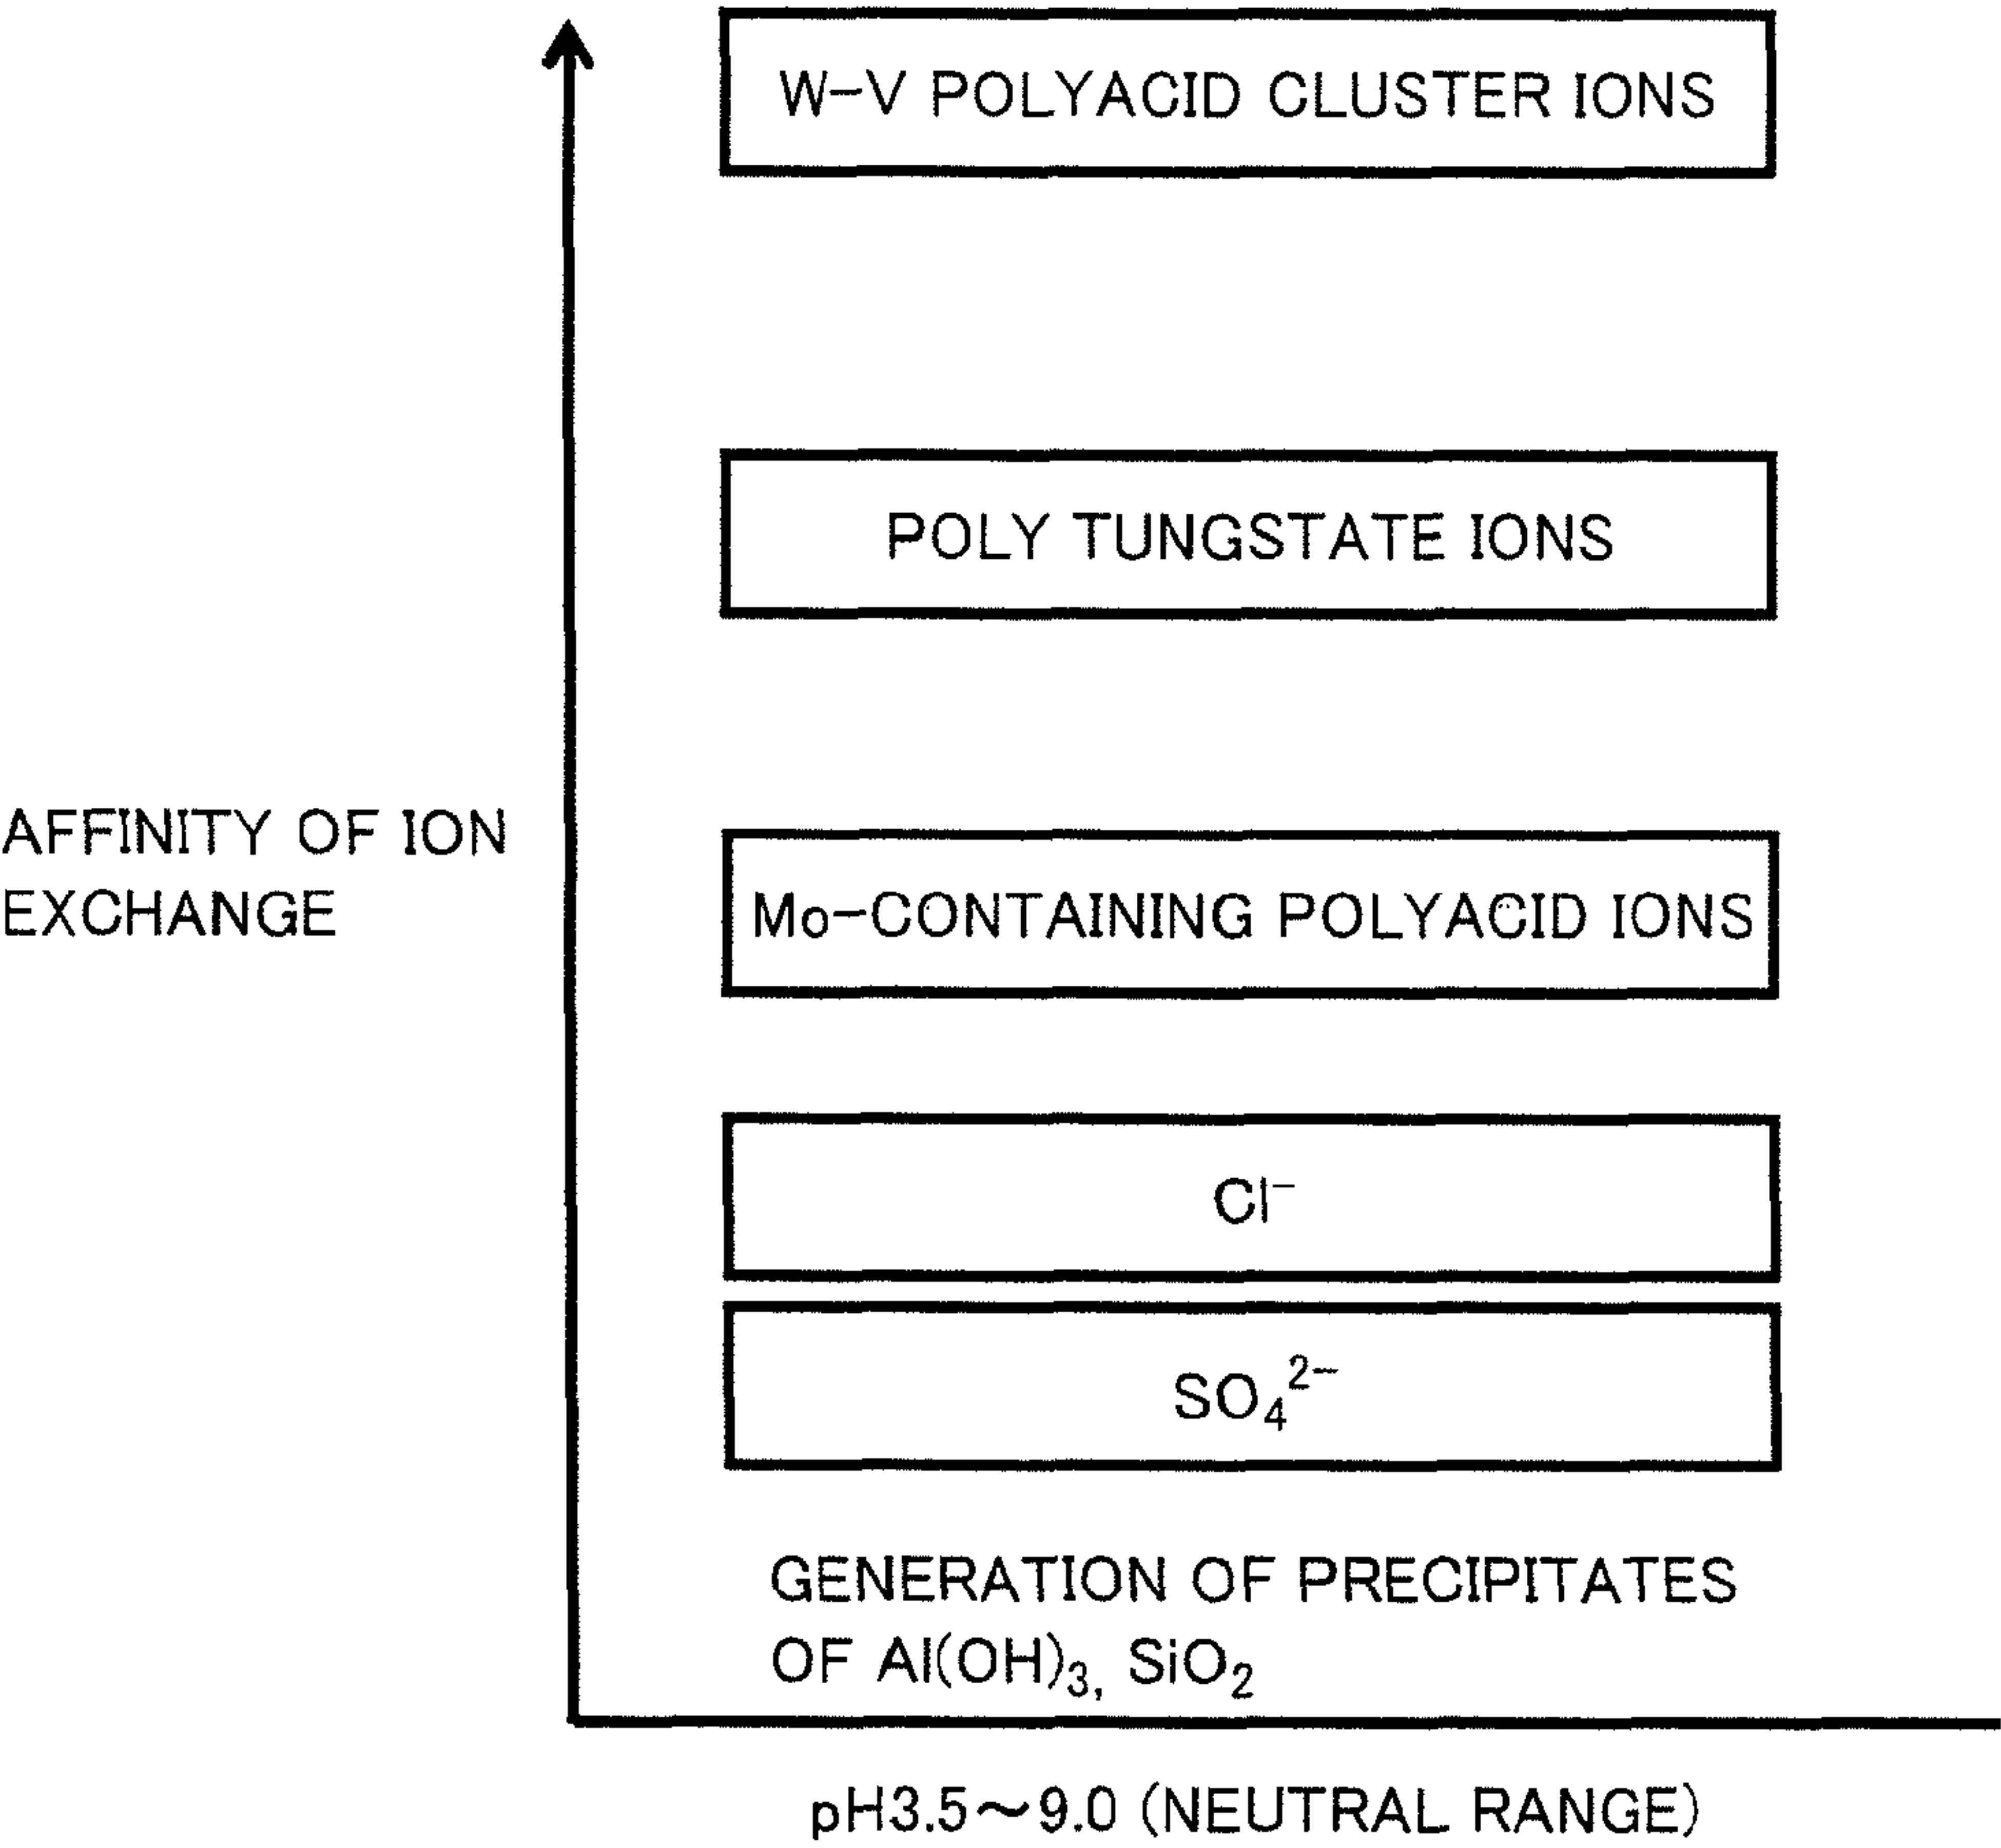 W-V POLYACID CLUSTER IONS
POLY TUNGSTATE IONS
AFFINITY OF ION
EXCHANGE
Mo-CONTAINING POLYACID IONS
Cl⁻
SO₄²⁻
GENERATION OF PRECIPITATES
OF Al(OH)₃, SiO₂
pH3.5～9.0 (NEUTRAL RANGE)